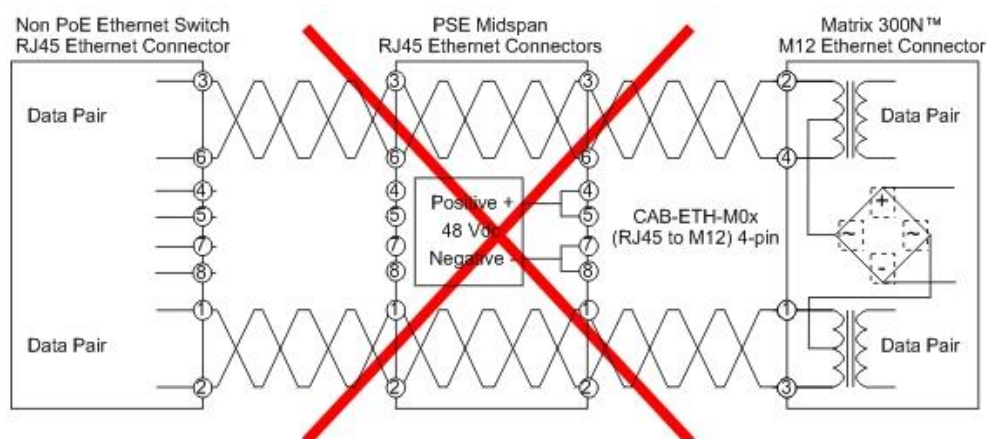 Non PoE Ethernet Switch
RJ45 Ethernet Connector
PSE Midspan
RJ45 Ethernet Connectors
Matrix 300N™
M12 Ethernet Connector
3 3 3 2
Data Pair
Data Pair
6 6 6 4
4 4 4
Positive +
5 5 5
48 Vdc
CAB-ETH-M0x
(RJ45 to M12) 4-pin
+
~ ~
-
7 7 7
Negative -
8 8 8
1 1 1 1
Data Pair
Data Pair
2 2 2 3